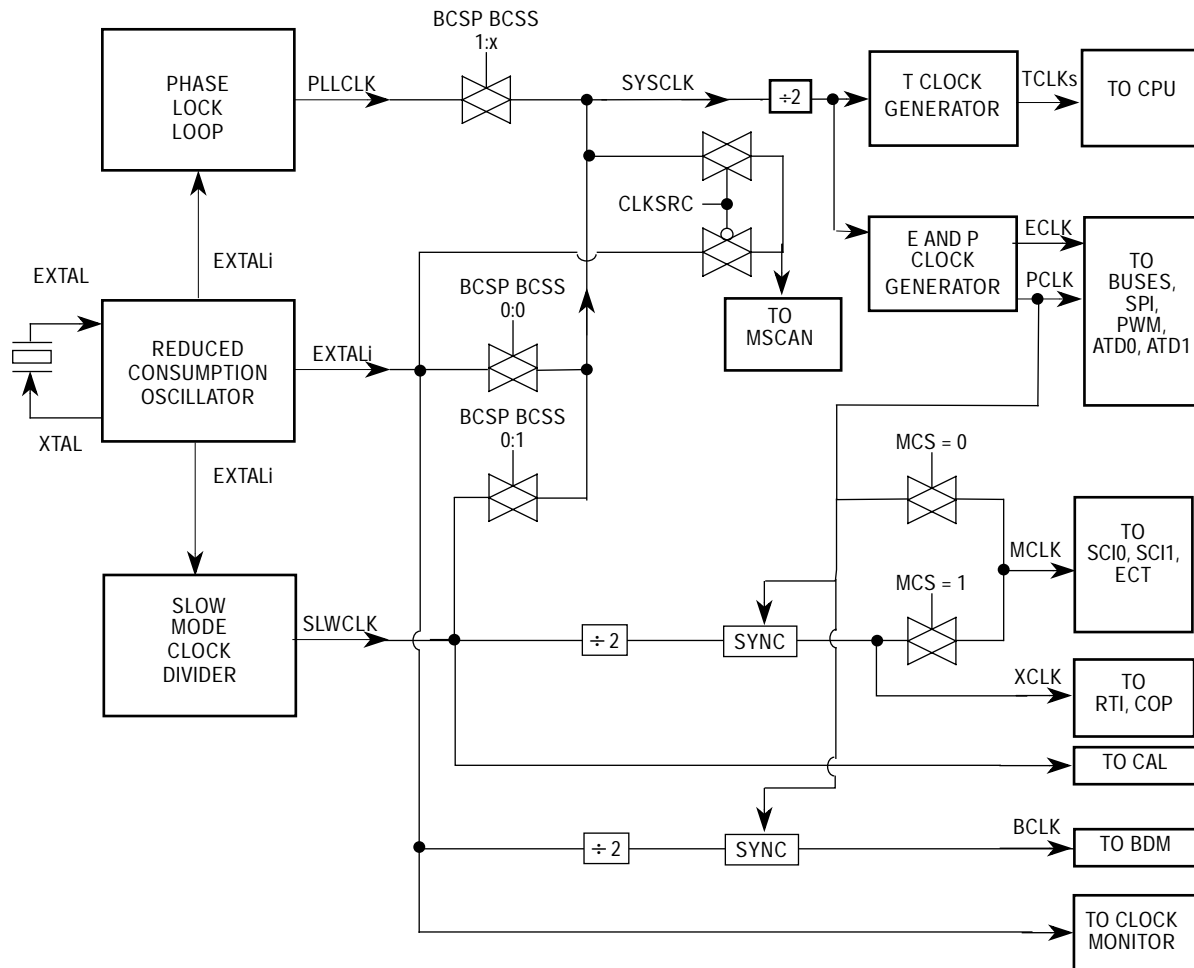 BCSP BCSS
1:x
PHASE
LOCK
LOOP
PLLCLK
SYSCLK
÷2
T CLOCK
GENERATOR
TCLKs
TO CPU
CLKSRC
E AND P
CLOCK
GENERATOR
ECLK
PCLK
TO
BUSES,
SPI,
PWM,
ATD0, ATD1
EXTAL
EXTALi
BCSP BCSS
0:0
TO
MSCAN
REDUCED
CONSUMPTION
OSCILLATOR
EXTALi
XTAL
BCSP BCSS
0:1
EXTALi
MCS = 0
TO
SCI0, SCI1,
ECT
MCLK
MCS = 1
SLOW
MODE
CLOCK
DIVIDER
SLWCLK
÷ 2
SYNC
XCLK
TO
RTI, COP
TO CAL
÷ 2
SYNC
BCLK
TO BDM
TO CLOCK
MONITOR